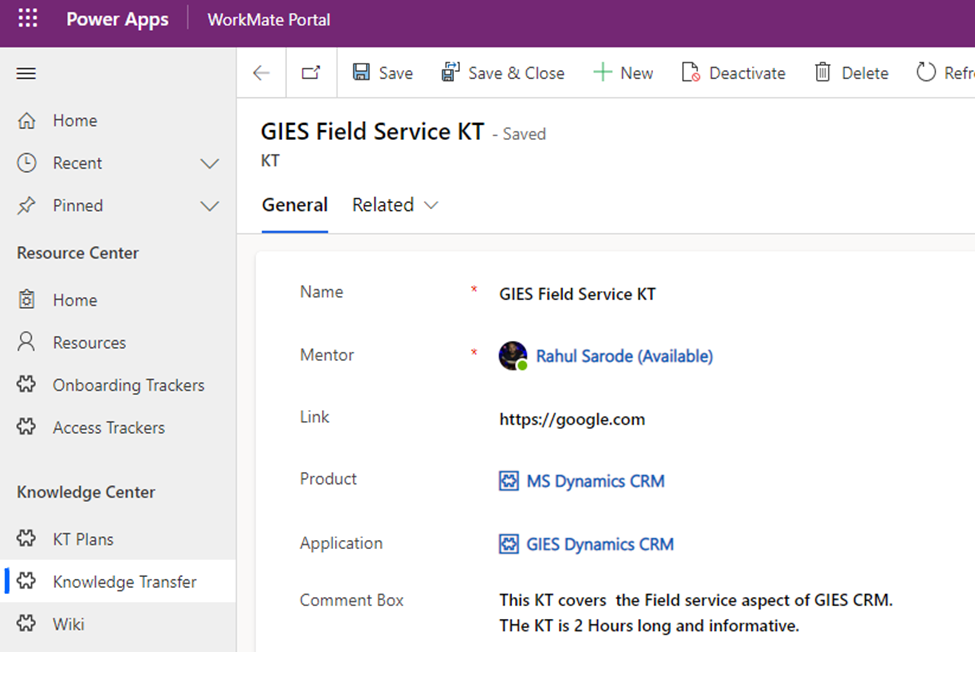 Power Apps WorkMate Portal
Save Save & Close New Deactivate Delete Refr
Home
Recent
Pinned
Resource Center
Home
Resources
Onboarding Trackers
Access Trackers
Knowledge Center
KT Plans
Knowledge Transfer
Wiki
GIES Field Service KT - Saved
KT
General Related
Name * GIES Field Service KT
Mentor * Rahul Sarode (Available)
Link https://google.com
Product MS Dynamics CRM
Application GIES Dynamics CRM
Comment Box This KT covers  the Field service aspect of GIES CRM.
THe KT is 2 Hours long and informative.